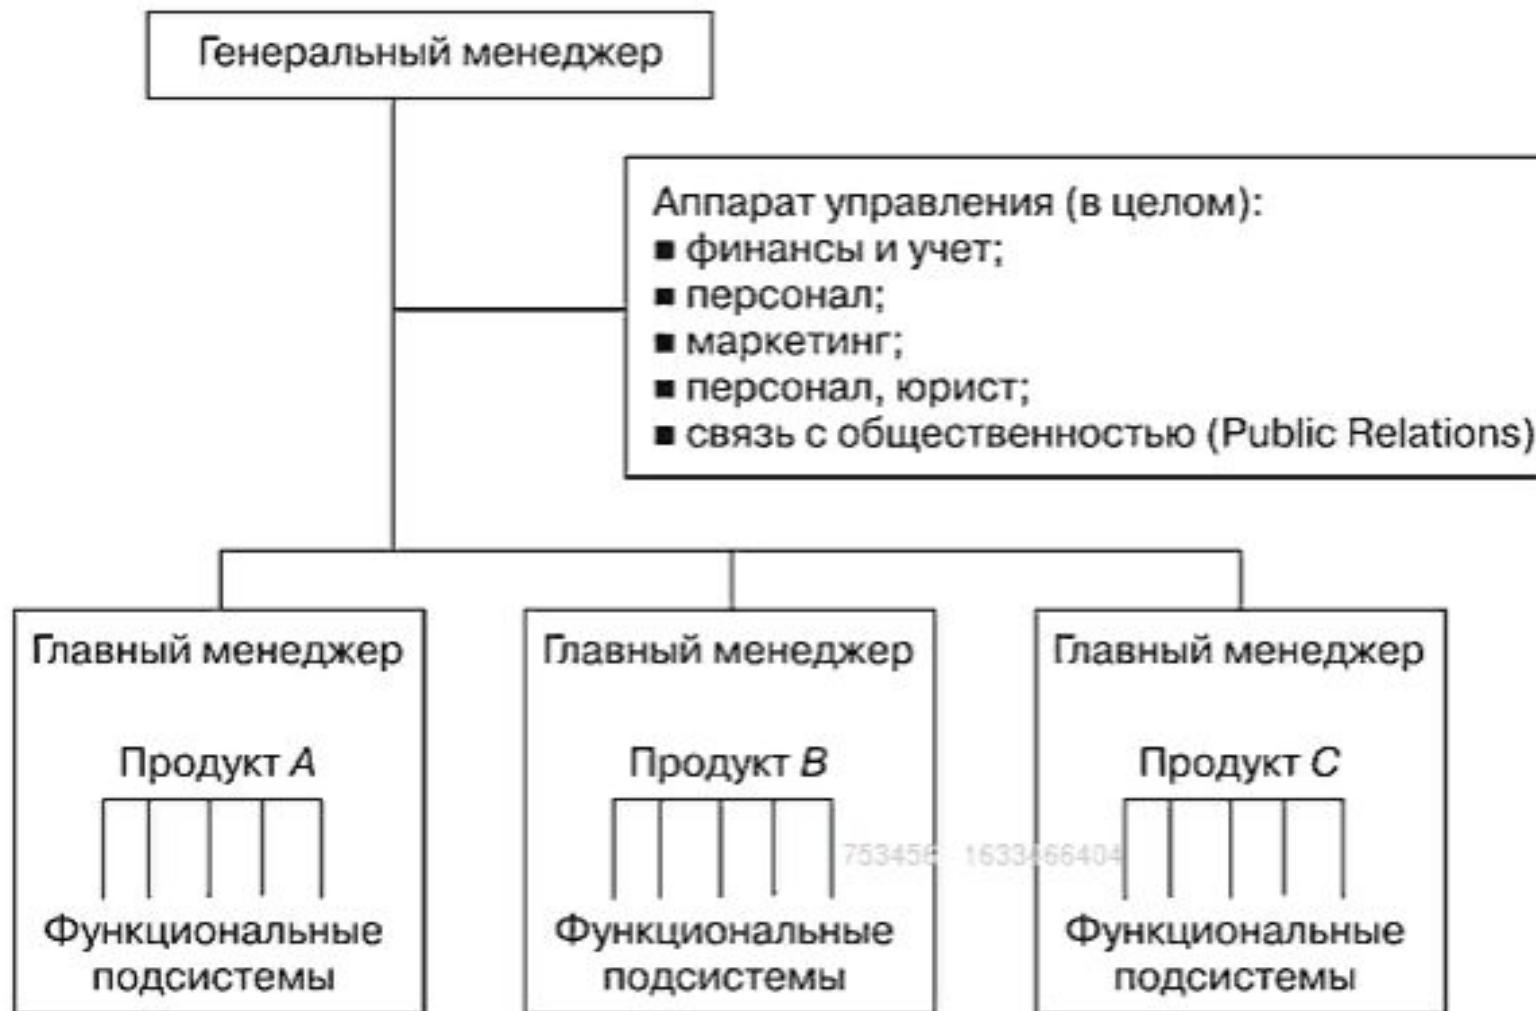 Генеральный менеджер
Аппарат управления (в целом):
■ финансы и учет;
■ персонал;
■ маркетинг;
■ персонал, юрист;
■ связь с общественностью (Public Relations)
Главный менеджер
Продукт A
Функциональные
подсистемы
Главный менеджер
Продукт B
Функциональные
подсистемы
Главный менеджер
Продукт C
Функциональные
подсистемы